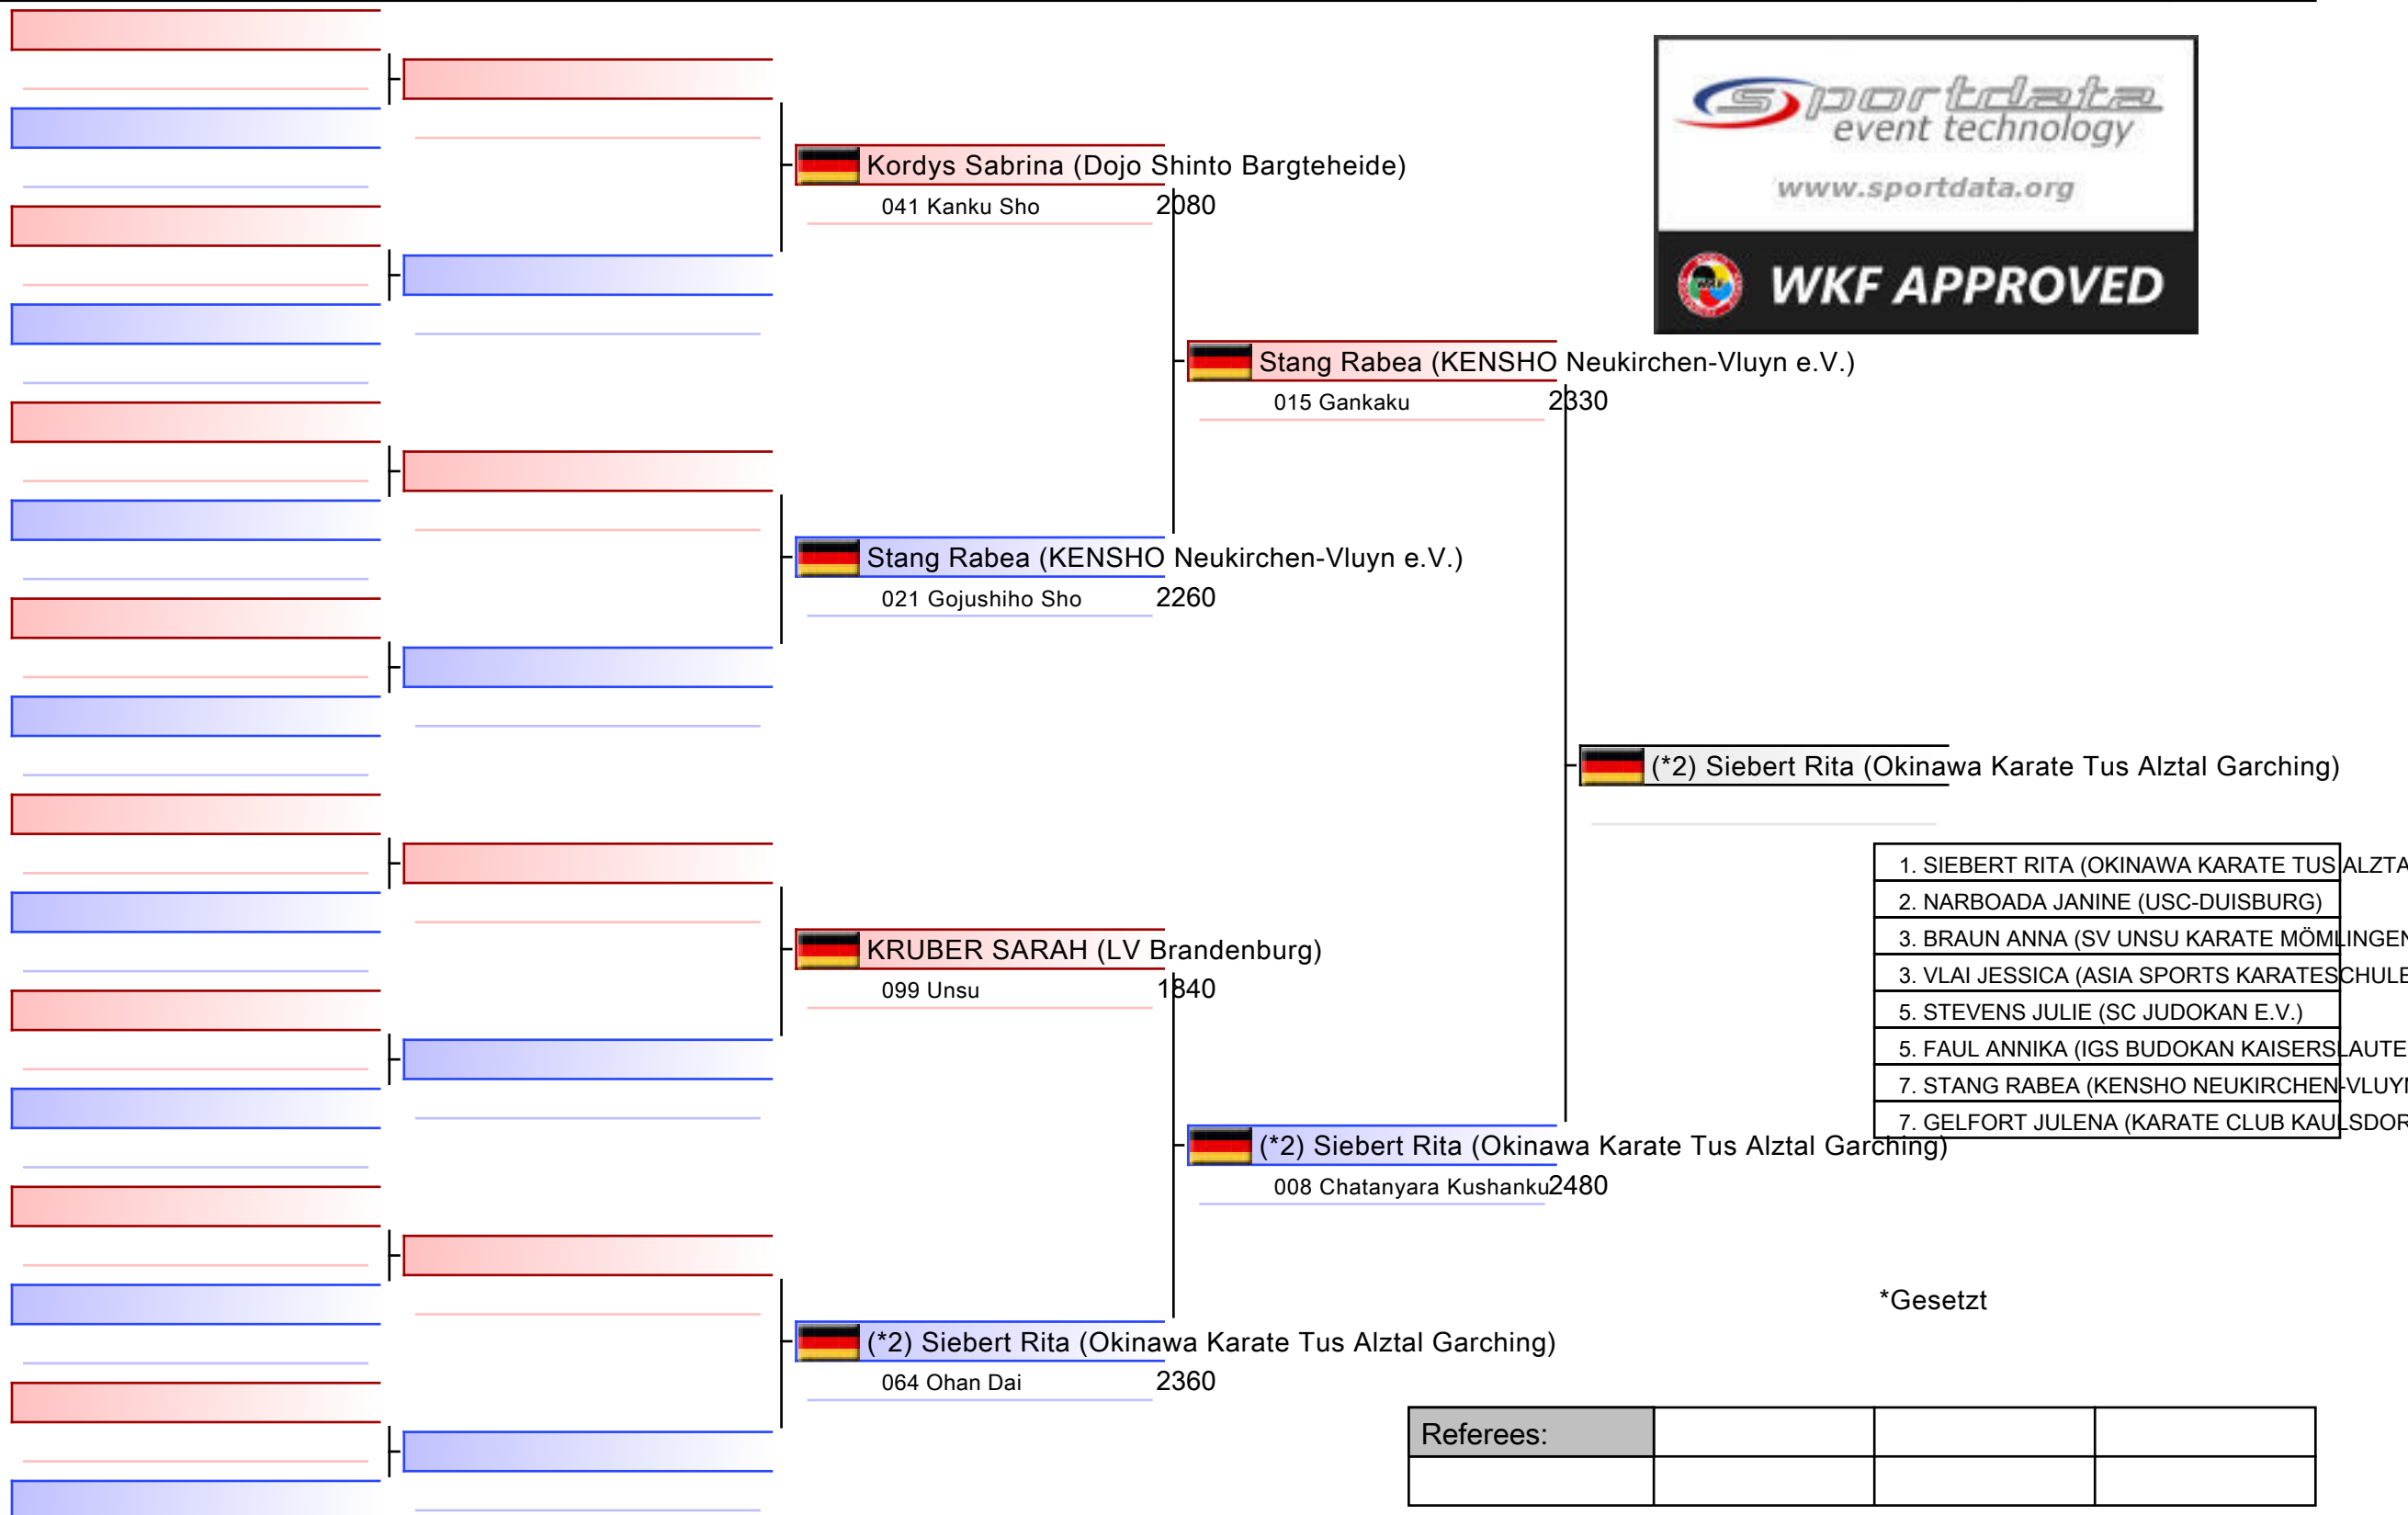 sportdata
event technology
www.sportdata.org
WKF APPROVED
Kordys Sabrina (Dojo Shinto Bargteheide)
041 Kanku Sho 2080
Stang Rabea (KENSHO Neukirchen-Vluyn e.V.)
015 Gankaku 2330
Stang Rabea (KENSHO Neukirchen-Vluyn e.V.)
021 Gojushiho Sho 2260
(*2) Siebert Rita (Okinawa Karate Tus Alztal Garching)
1. SIEBERT RITA (OKINAWA KARATE TUS ALZTA
2. NARBOADA JANINE (USC-DUISBURG)
3. BRAUN ANNA (SV UNSU KARATE MÖMLINGEN
3. VLAI JESSICA (ASIA SPORTS KARATESCHULE
5. STEVENS JULIE (SC JUDOKAN E.V.)
5. FAUL ANNIKA (IGS BUDOKAN KAISERSLAUTE
7. STANG RABEA (KENSHO NEUKIRCHEN-VLUYN
7. GELFORT JULENA (KARATE CLUB KAULSDOR
KRUBER SARAH (LV Brandenburg)
099 Unsu 1840
(*2) Siebert Rita (Okinawa Karate Tus Alztal Garching)
008 Chatanyara Kushanku 2480
*Gesetzt
(*2) Siebert Rita (Okinawa Karate Tus Alztal Garching)
064 Ohan Dai 2360
Referees: